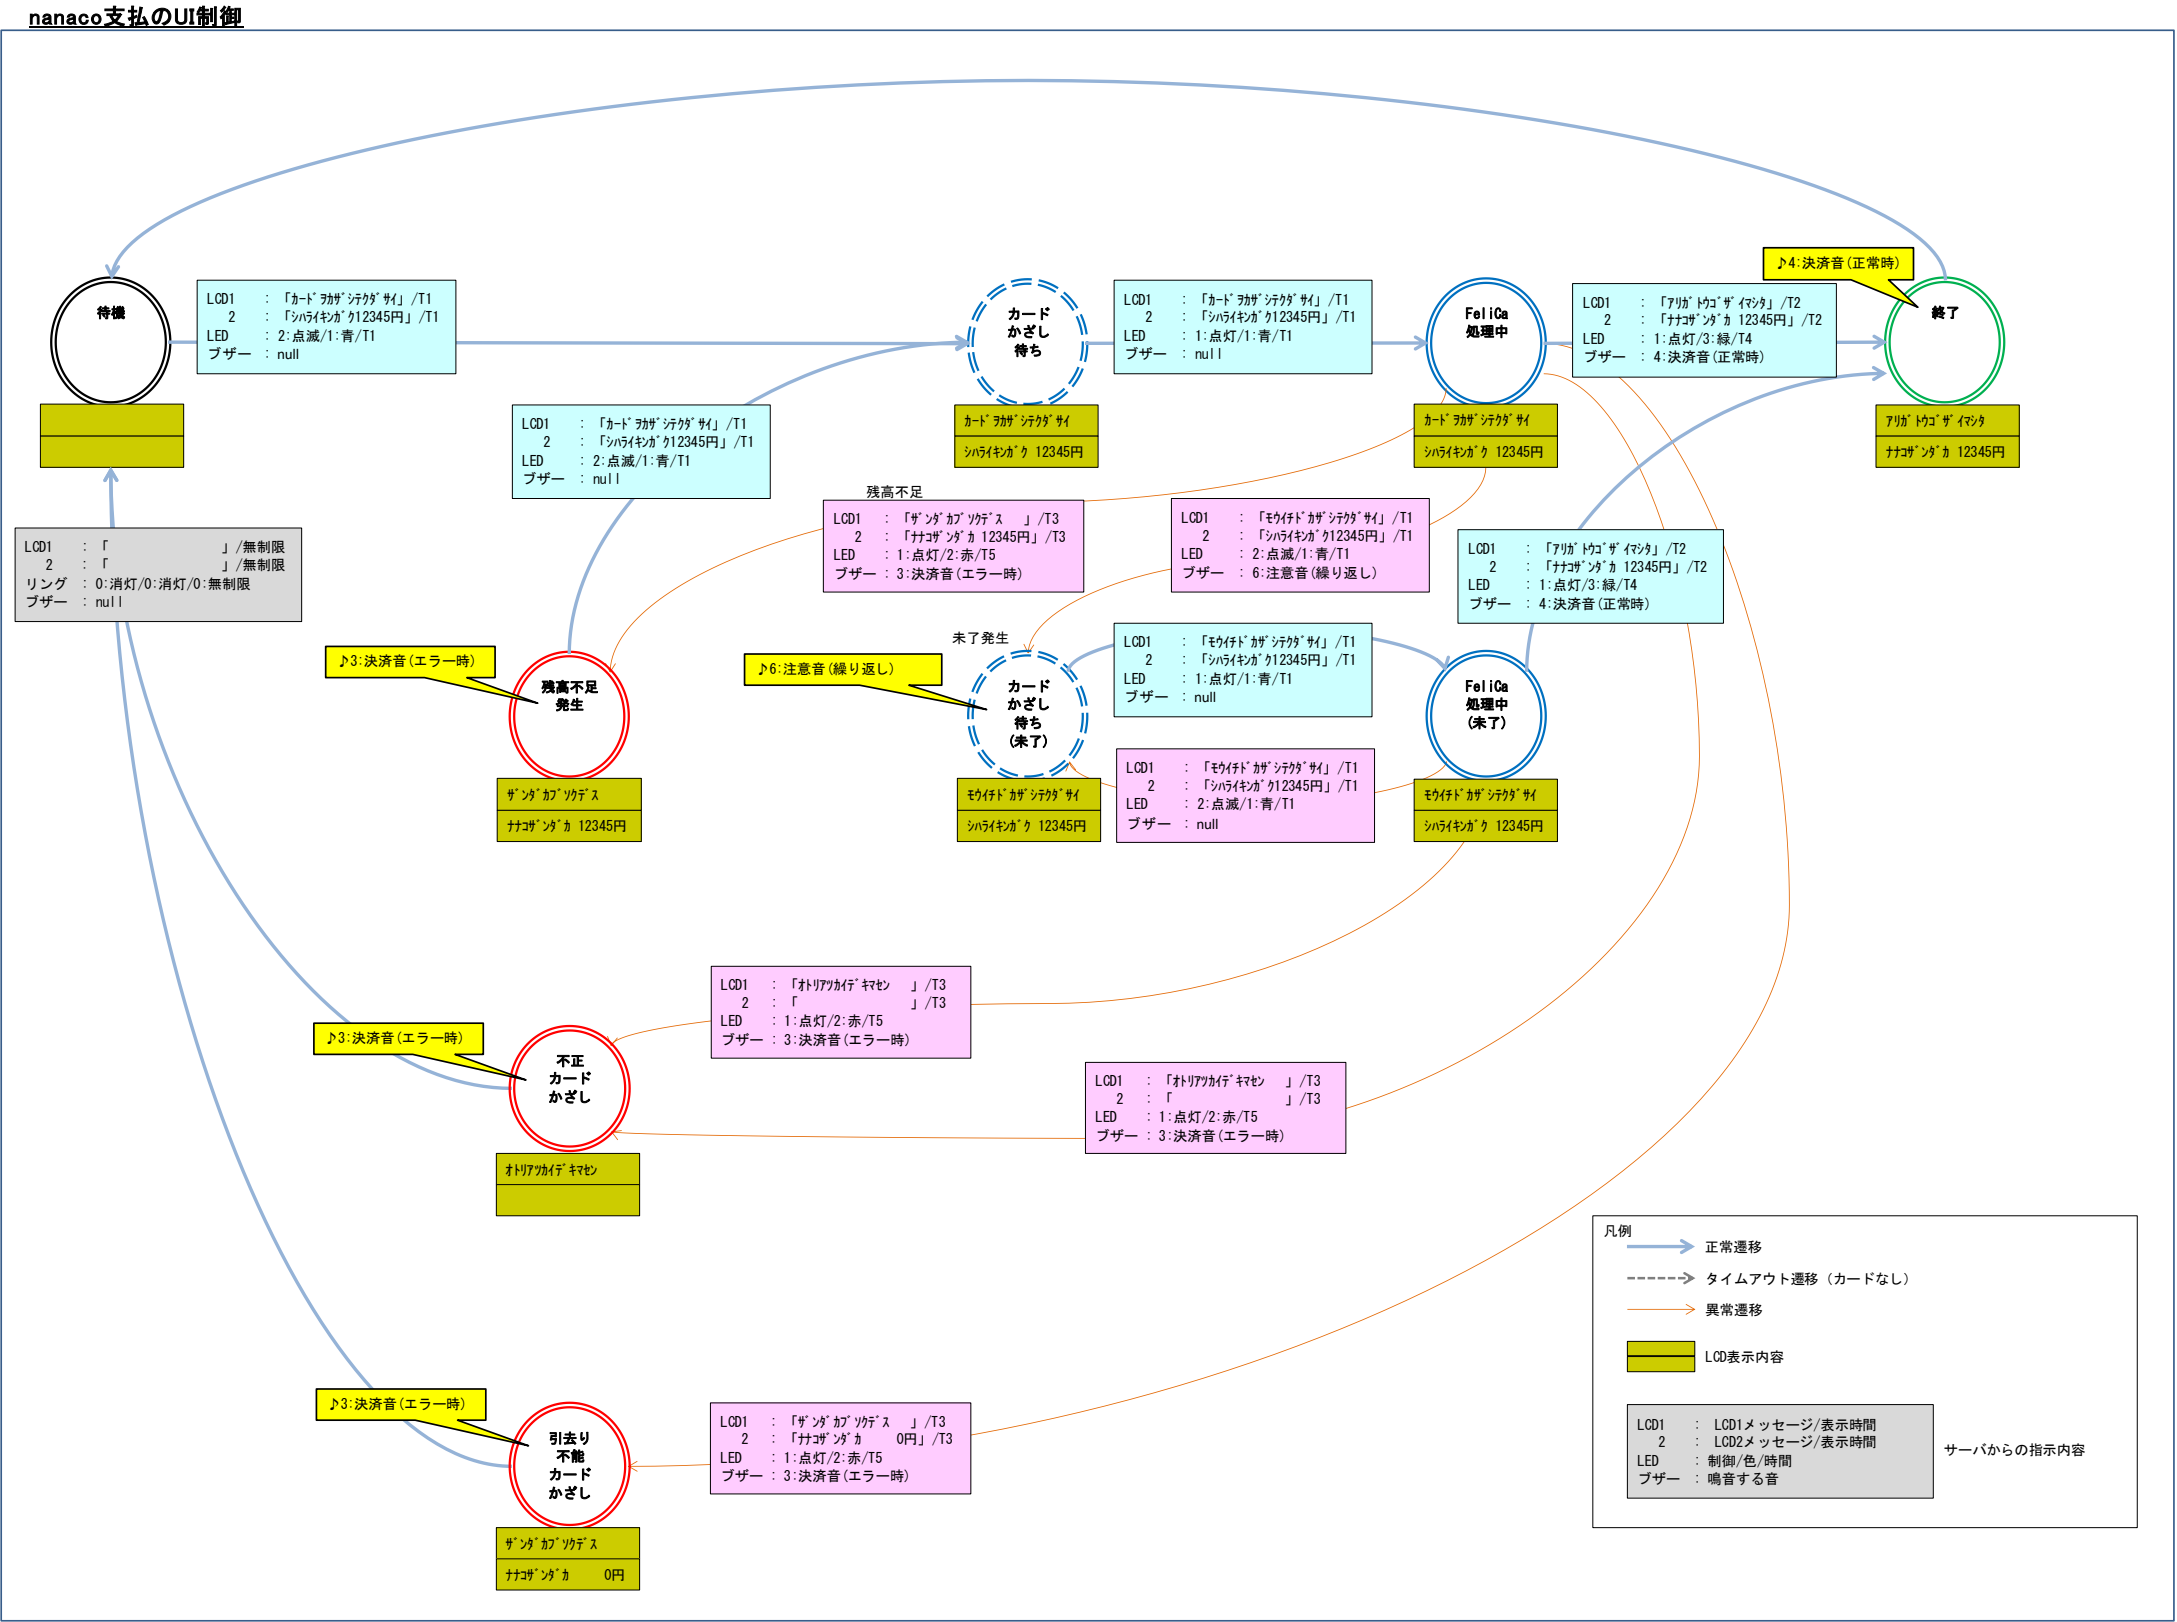 nanaco支払のUI制御
♪4:決済音(正常時)
待機
LCD1 : 「ｶｰﾄﾞｦｶｻﾞｼﾃｸﾀﾞｻｲ」/T1
2 : 「ｼﾊﾗｲｷﾝｶﾞｸ12345円」/T1
LED : 2:点滅/1:青/T1
ブザー : null
カード
かざし
待ち
LCD1 : 「ｶｰﾄﾞｦｶｻﾞｼﾃｸﾀﾞｻｲ」/T1
2 : 「ｼﾊﾗｲｷﾝｶﾞｸ12345円」/T1
LED : 1:点灯/1:青/T1
ブザー : null
FeliCa
処理中
LCD1 : 「ｱﾘｶﾞﾄｳｺﾞｻﾞｲﾏｼﾀ」/T2
2 : 「ﾅﾅｺｻﾞﾝﾀﾞｶ 12345円」/T2
LED : 1:点灯/3:緑/T4
ブザー : 4:決済音(正常時)
終了
LCD1 : 「ｶｰﾄﾞｦｶｻﾞｼﾃｸﾀﾞｻｲ」/T1
2 : 「ｼﾊﾗｲｷﾝｶﾞｸ12345円」/T1
LED : 2:点滅/1:青/T1
ブザー : null
ｶｰﾄﾞｦｶｻﾞｼﾃｸﾀﾞｻｲ
ｼﾊﾗｲｷﾝｶﾞｸ 12345円
ｶｰﾄﾞｦｶｻﾞｼﾃｸﾀﾞｻｲ
ｼﾊﾗｲｷﾝｶﾞｸ 12345円
ｱﾘｶﾞﾄｳｺﾞｻﾞｲﾏｼﾀ
ﾅﾅｺｻﾞﾝﾀﾞｶ 12345円
残高不足
LCD1 : 「ｻﾞﾝﾀﾞｶﾌﾞｿｸﾃﾞｽ 」/T3
2 : 「ﾅﾅｺｻﾞﾝﾀﾞｶ 12345円」/T3
LED : 1:点灯/2:赤/T5
ブザー : 3:決済音(エラー時)
LCD1 : 「ﾓｳｲﾁﾄﾞｶｻﾞｼﾃｸﾀﾞｻｲ」/T1
2 : 「ｼﾊﾗｲｷﾝｶﾞｸ12345円」/T1
LED : 2:点滅/1:青/T1
ブザー : 6:注意音(繰り返し)
LCD1 : 「ｱﾘｶﾞﾄｳｺﾞｻﾞｲﾏｼﾀ」/T2
2 : 「ﾅﾅｺｻﾞﾝﾀﾞｶ 12345円」/T2
LED : 1:点灯/3:緑/T4
ブザー : 4:決済音(正常時)
LCD1 : 「 」/無制限
2 : 「 」/無制限
リング : 0:消灯/0:消灯/0:無制限
ブザー : null
未了発生
♪3:決済音(エラー時)
残高不足
発生
♪6:注意音(繰り返し)
カード
かざし
待ち
(未了)
LCD1 : 「ﾓｳｲﾁﾄﾞｶｻﾞｼﾃｸﾀﾞｻｲ」/T1
2 : 「ｼﾊﾗｲｷﾝｶﾞｸ12345円」/T1
LED : 1:点灯/1:青/T1
ブザー : null
FeliCa
処理中
(未了)
LCD1 : 「ﾓｳｲﾁﾄﾞｶｻﾞｼﾃｸﾀﾞｻｲ」/T1
2 : 「ｼﾊﾗｲｷﾝｶﾞｸ12345円」/T1
LED : 2:点滅/1:青/T1
ブザー : null
ｻﾞﾝﾀﾞｶﾌﾞｿｸﾃﾞｽ
ﾅﾅｺｻﾞﾝﾀﾞｶ 12345円
ﾓｳｲﾁﾄﾞｶｻﾞｼﾃｸﾀﾞｻｲ
ｼﾊﾗｲｷﾝｶﾞｸ 12345円
ﾓｳｲﾁﾄﾞｶｻﾞｼﾃｸﾀﾞｻｲ
ｼﾊﾗｲｷﾝｶﾞｸ 12345円
LCD1 : 「ｵﾄﾘｱﾂｶｲﾃﾞｷﾏｾﾝ 」/T3
2 : 「 」/T3
LED : 1:点灯/2:赤/T5
ブザー : 3:決済音(エラー時)
♪3:決済音(エラー時)
不正
カード
かざし
LCD1 : 「ｵﾄﾘｱﾂｶｲﾃﾞｷﾏｾﾝ 」/T3
2 : 「 」/T3
LED : 1:点灯/2:赤/T5
ブザー : 3:決済音(エラー時)
ｵﾄﾘｱﾂｶｲﾃﾞｷﾏｾﾝ
♪3:決済音(エラー時)
引去り
不能
カード
かざし
LCD1 : 「ｻﾞﾝﾀﾞｶﾌﾞｿｸﾃﾞｽ 」/T3
2 : 「ﾅﾅｺｻﾞﾝﾀﾞｶ 0円」/T3
LED : 1:点灯/2:赤/T5
ブザー : 3:決済音(エラー時)
ｻﾞﾝﾀﾞｶﾌﾞｿｸﾃﾞｽ
ﾅﾅｺｻﾞﾝﾀﾞｶ 0円
凡例
正常遷移
タイムアウト遷移（カードなし）
異常遷移
LCD表示内容
LCD1 : LCD1メッセージ/表示時間
2 : LCD2メッセージ/表示時間
LED : 制御/色/時間
ブザー : 鳴音する音
サーバからの指示内容